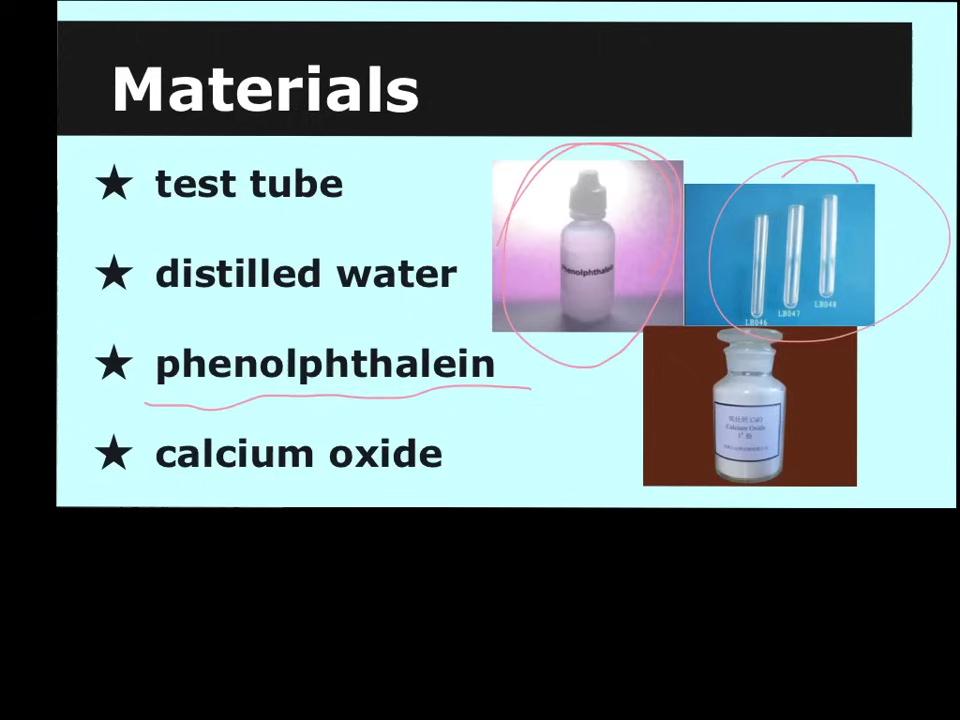 Materials
★ test tube
★ distilled water
★ phenolphthalein
★ calcium oxide
Phenolphthalein
LB046
LB047
LB048
Calcium Oxide